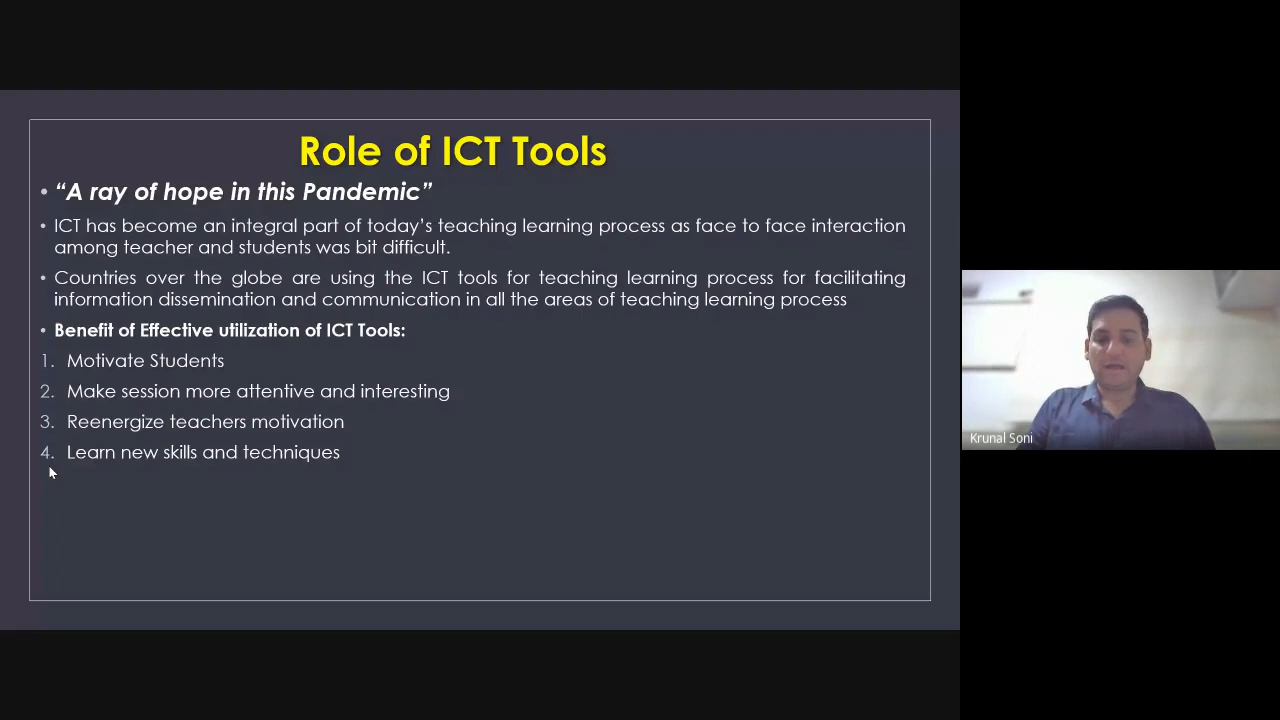 Role of ICT Tools
• “A ray of hope in this Pandemic”
• ICT has become an integral part of today’s teaching learning process as face to face interaction
among teacher and students was bit difficult.
• Countries over the globe are using the ICT tools for teaching learning process for facilitating
information dissemination and communication in all the areas of teaching learning process
• Benefit of Effective utilization of ICT Tools:
1. Motivate Students
2. Make session more attentive and interesting
3. Reenergize teachers motivation
4. Learn new skills and techniques
Krunal Soni